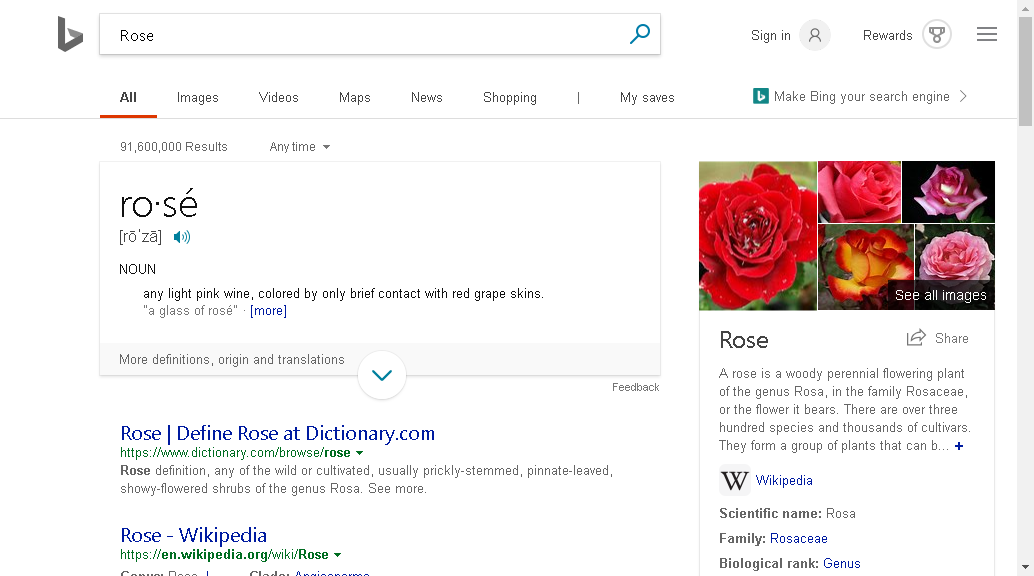 Rose
Sign in
Rewards
All Images Videos Maps News Shopping | My saves
Make Bing your search engine
91,600,000 Results Any time
ro·sé
[rōˈzā]
NOUN
any light pink wine, colored by only brief contact with red grape skins.
"a glass of rosé" · [more]
More definitions, origin and translations
Feedback
Rose | Define Rose at Dictionary.com
https://www.dictionary.com/browse/rose
Rose definition, any of the wild or cultivated, usually prickly-stemmed, pinnate-leaved,
showy-flowered shrubs of the genus Rosa. See more.
Rose - Wikipedia
https://en.wikipedia.org/wiki/Rose
See all images
Rose
Share
A rose is a woody perennial flowering plant
of the genus Rosa, in the family Rosaceae,
or the flower it bears. There are over three
hundred species and thousands of cultivars.
They form a group of plants that can b... +
W Wikipedia
Scientific name: Rosa
Family: Rosaceae
Biological rank: Genus